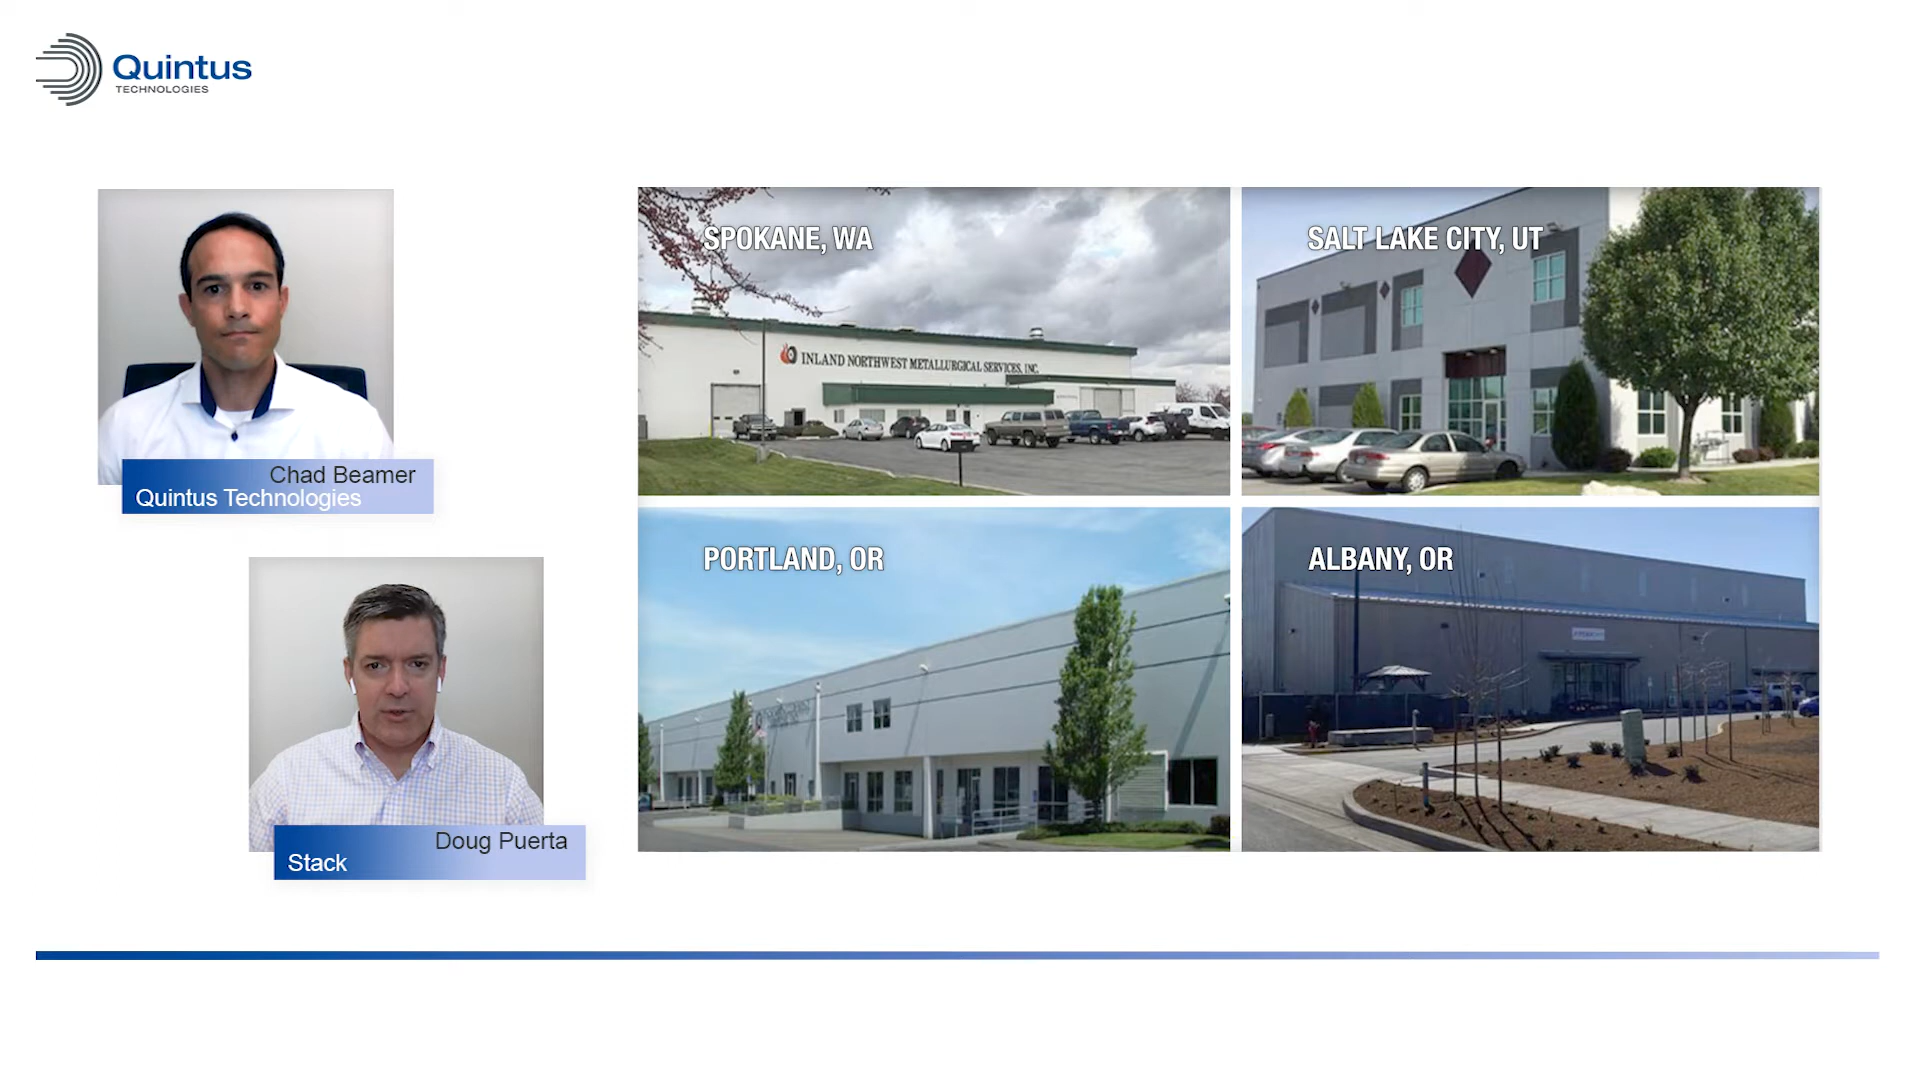 Quintus
TECHNOLOGIES
Chad Beamer
Quintus Technologies
Doug Puerta
Stack
SPOKANE, WA
INLAND NORTHWEST METALLURGICAL SERVICES, INC.
SALT LAKE CITY, UT
PORTLAND, OR
ALBANY, OR